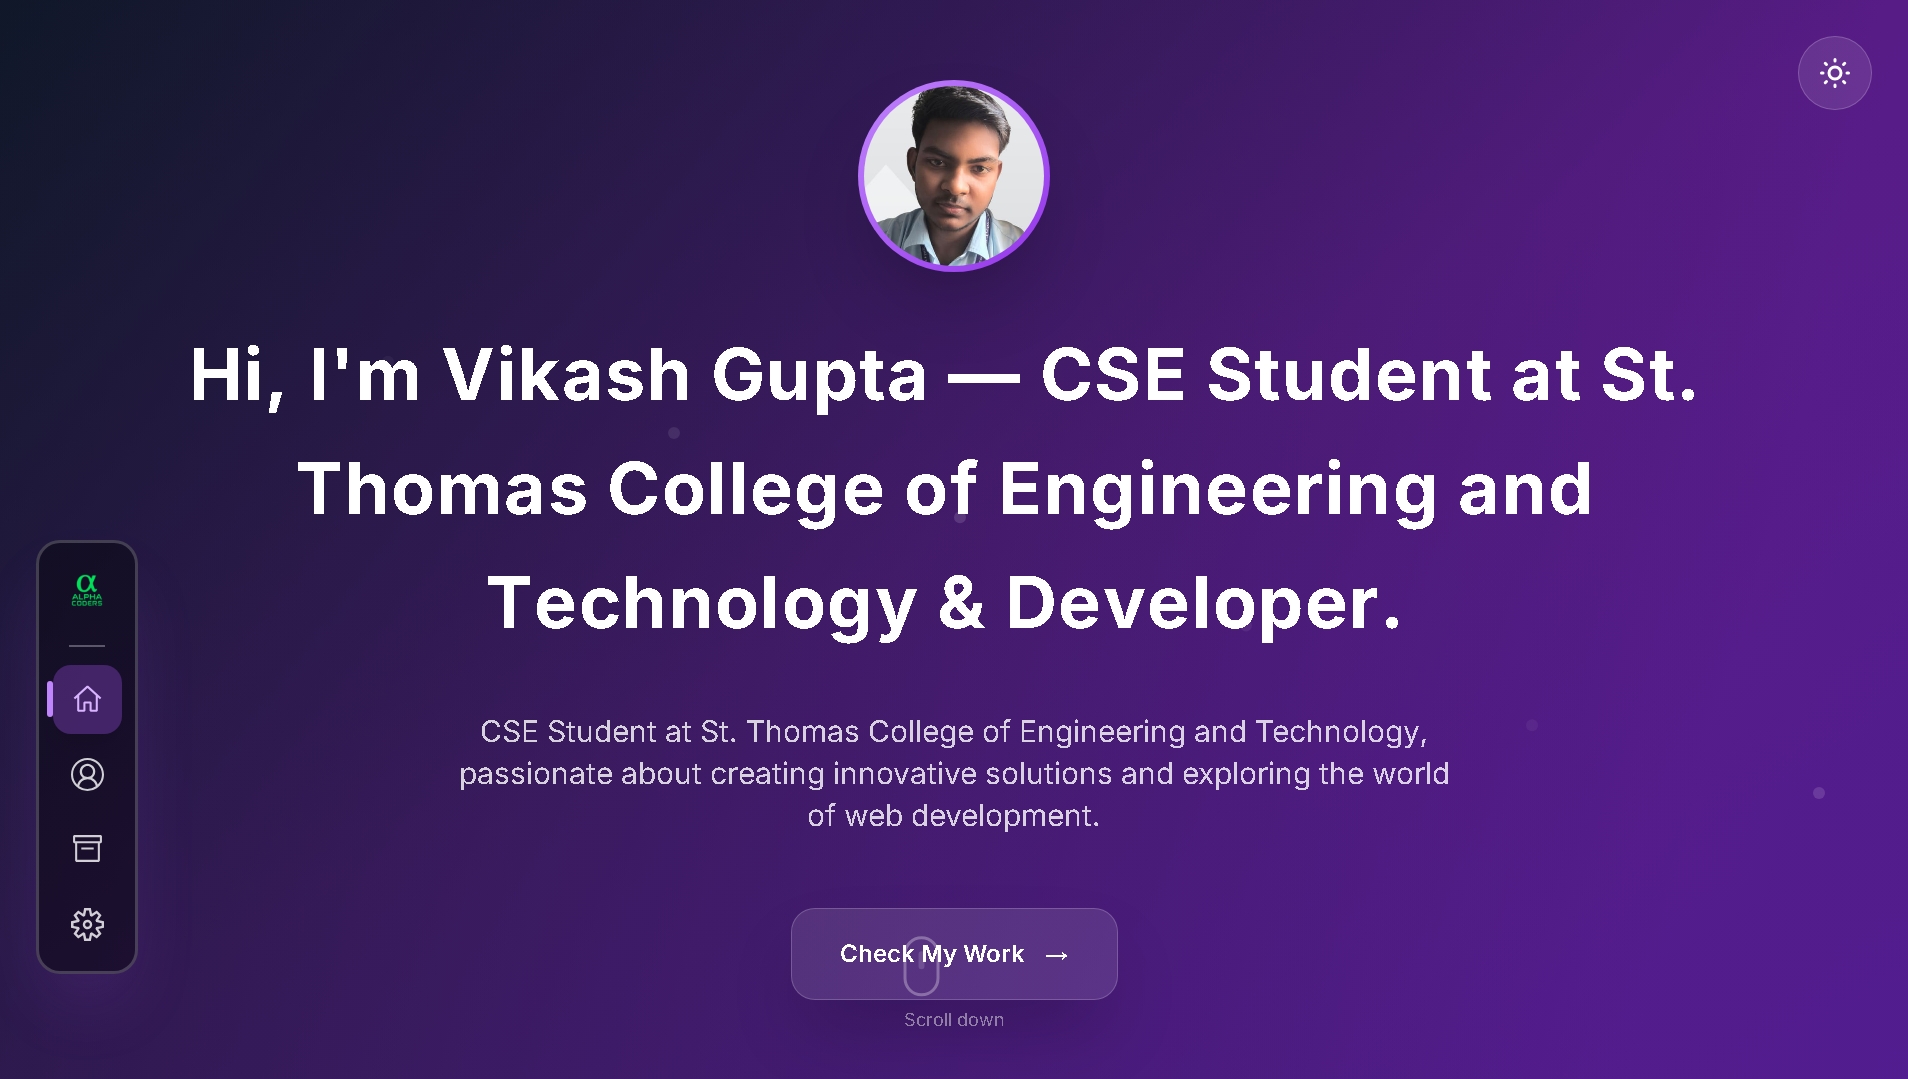 Hi, I'm Vikash Gupta — CSE Student at St.
Thomas College of Engineering and
Technology & Developer.
α
ALPHA
CODERS
CSE Student at St. Thomas College of Engineering and Technology,
passionate about creating innovative solutions and exploring the world
of web development.
Check My Work →
Scroll down